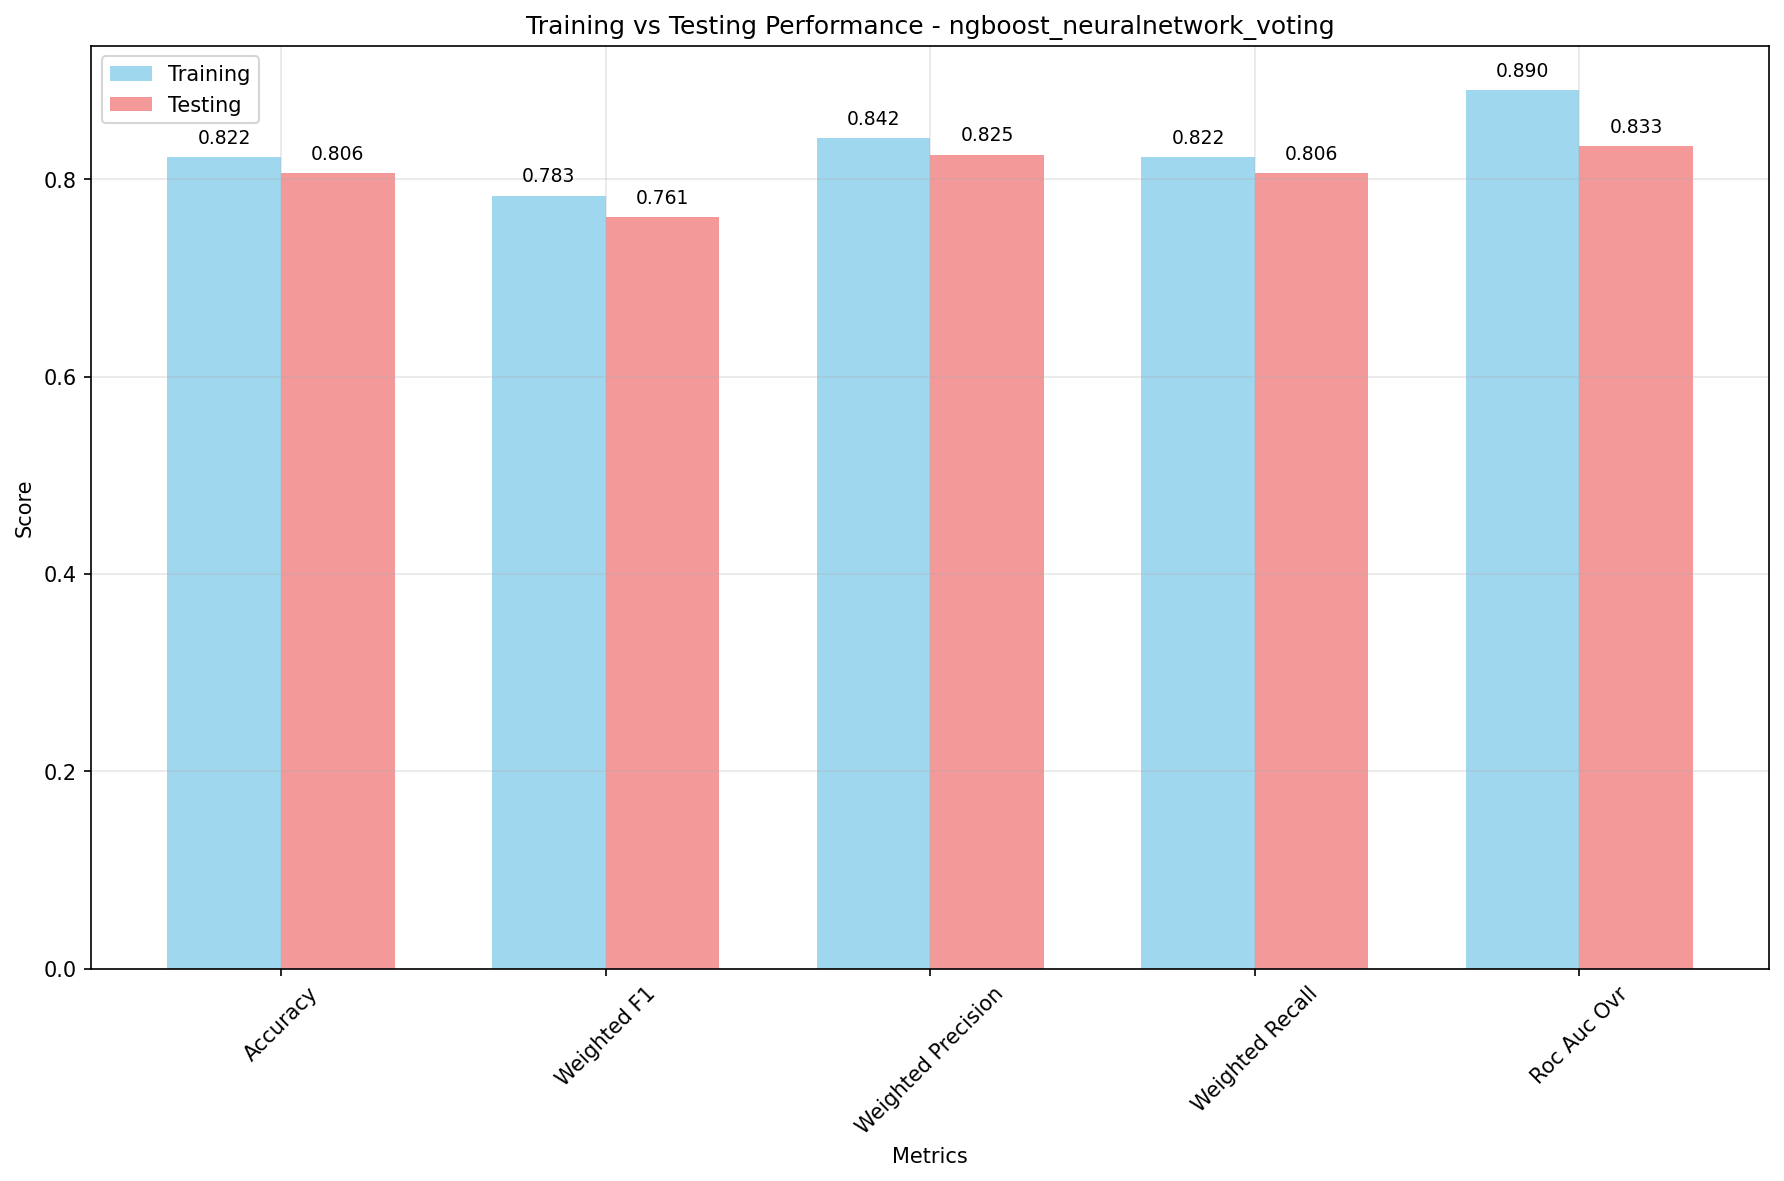 Training vs Testing Performance - ngboost_neuralnetwork_voting
Training
Testing
0.822
0.806
0.783
0.761
0.842
0.825
0.822
0.806
0.890
0.833
0.8
0.6
0.4
0.2
0.0
Score
Accuracy
Weighted F1
Weighted Precision
Weighted Recall
Roc Auc Ovr
Metrics